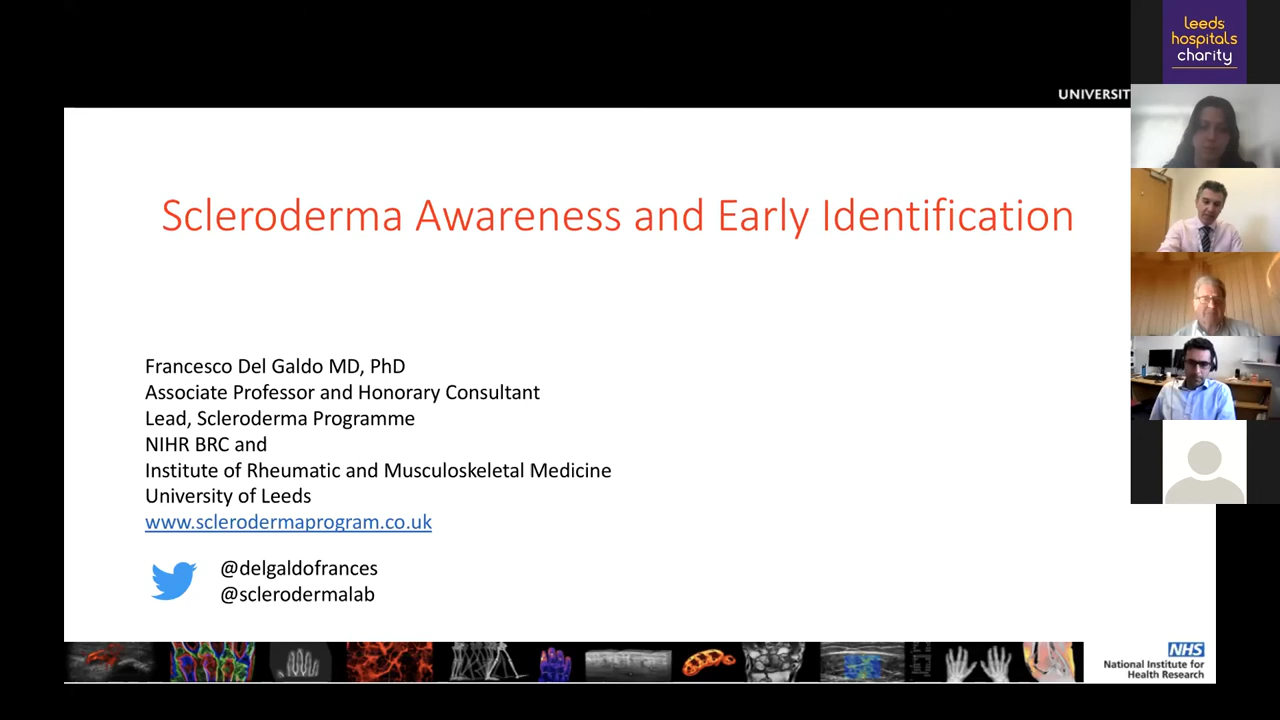 leeds
hospitals
charity
UNIVERSIT
Scleroderma Awareness and Early Identification
Francesco Del Galdo MD, PhD
Associate Professor and Honorary Consultant
Lead, Scleroderma Programme
NIHR BRC and
Institute of Rheumatic and Musculoskeletal Medicine
University of Leeds
www.sclerodermaprogram.co.uk
@delgaldofrances
@sclerodermalab
NHS
National Institute for
Health Research